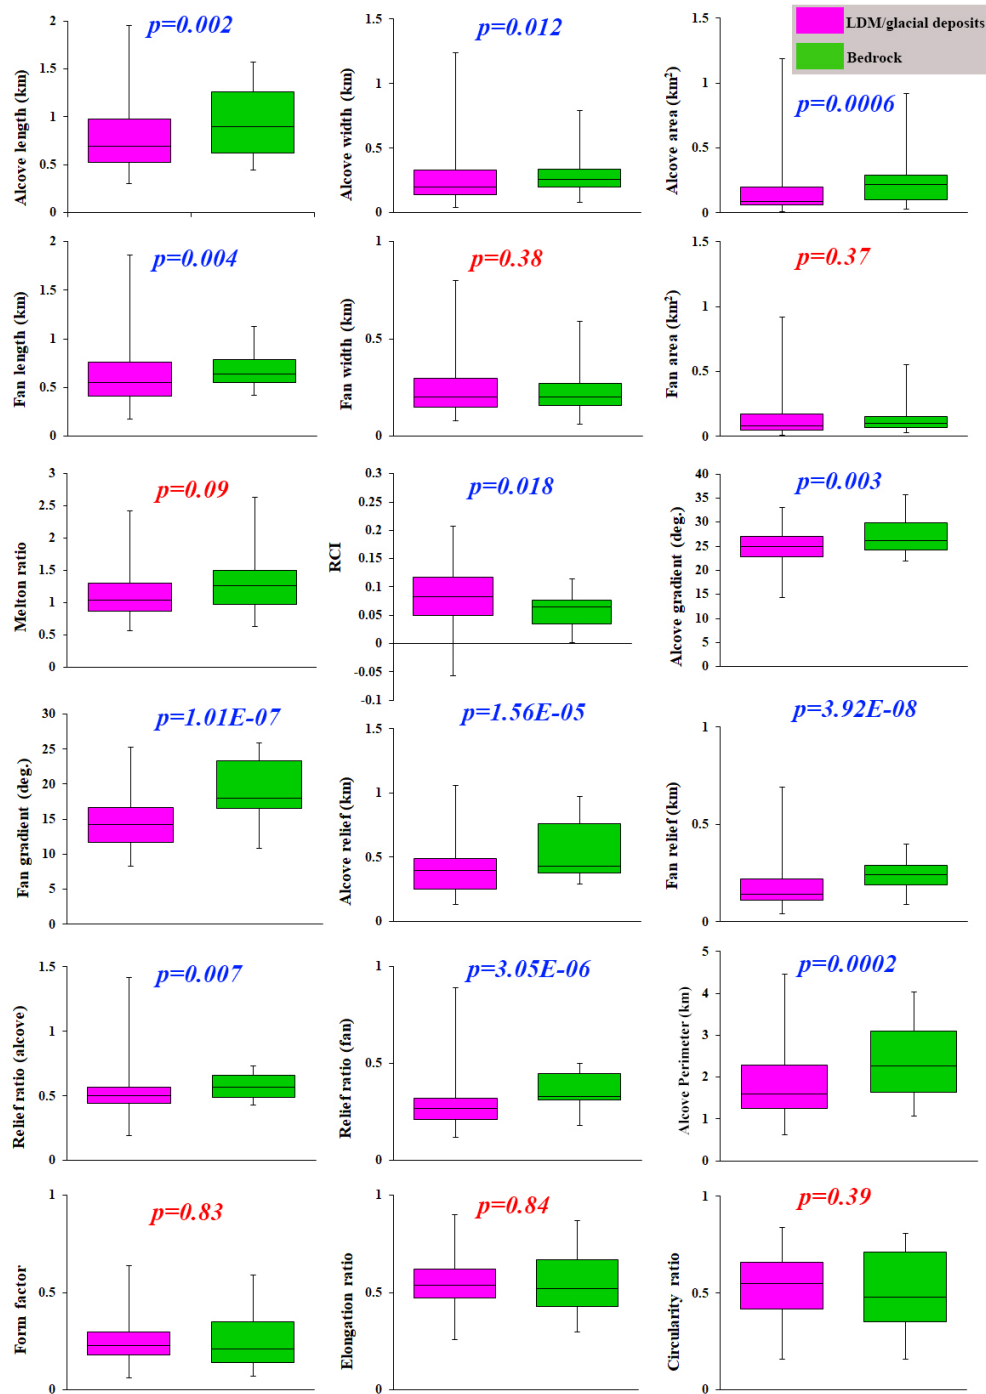 LDM/glacial deposits
Bedrock
p=0.002
Alcove length (km)
2
1.5
1
0.5
0
p=0.012
Alcove width (km)
1.5
1
0.5
0
p=0.0006
Alcove area (km²)
1.5
1
0.5
0
p=0.004
Fan length (km)
2
1.5
1
0.5
0
p=0.38
Fan width (km)
1
0.5
0
p=0.37
Fan area (km²)
1.5
1
0.5
0
p=0.09
Melton ratio
3
2.5
2
1.5
1
0.5
0
p=0.018
RCI
0.3
0.25
0.2
0.15
0.1
0.05
0
-0.05
-0.1
p=0.003
Alcove gradient (deg.)
40
35
30
25
20
15
10
5
0
p=1.01E-07
Fan gradient (deg.)
30
25
20
15
10
5
0
p=1.56E-05
Alcove relief (km)
1.5
1
0.5
0
p=3.92E-08
Fan relief (km)
1
0.5
0
p=0.007
Relief ratio (alcove)
1.5
1
0.5
0
p=3.05E-06
Relief ratio (fan)
1
0.5
0
p=0.0002
Alcove Perimeter (km)
5
4
3
2
1
0
p=0.83
Form factor
1
0.5
0
p=0.84
Elongation ratio
1
0.5
0
p=0.39
Circularity ratio
1
0.5
0